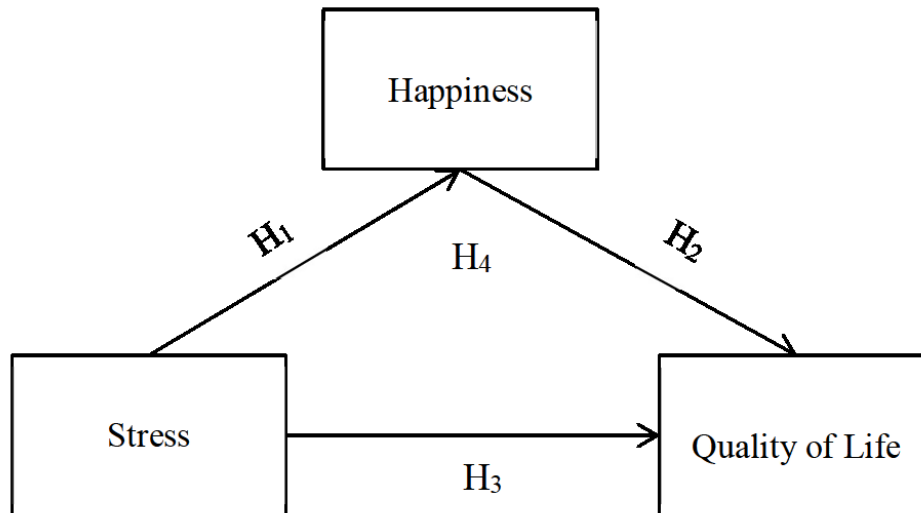 Happiness
H₁
H₂
H₄
Stress
Quality of Life
H₃